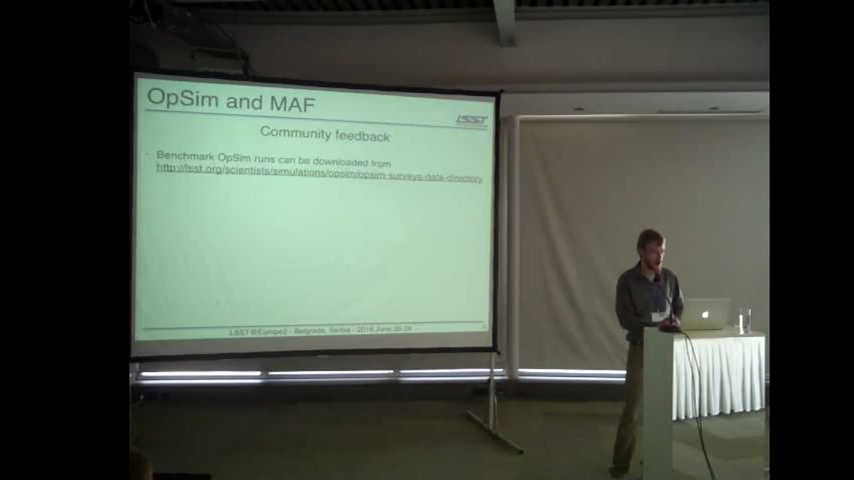 OpSim and MAF
LSST
Community feedback
Benchmark OpSim runs can be downloaded from
http://lsst.org/scientists/simulations/opsim/opsim-surveys-data-directory
LSST@Europe2 - Belgrade, Serbia - 2016 June 20-24